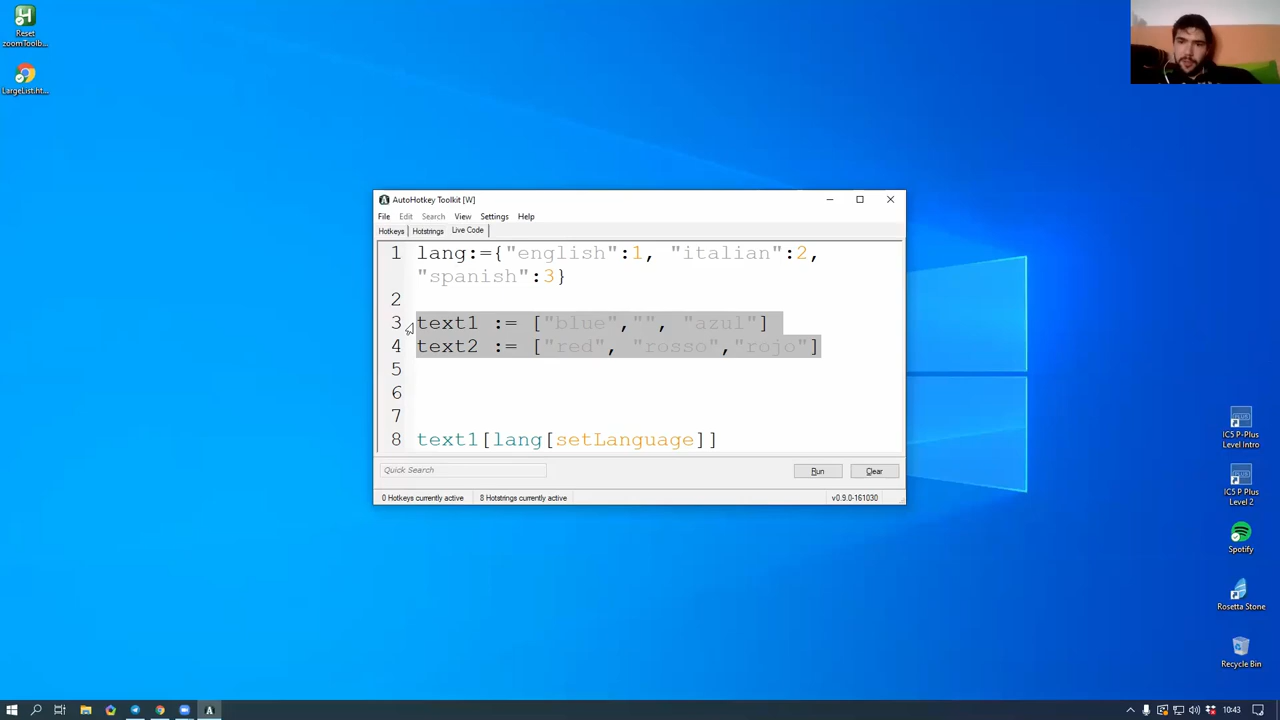 Reset
zoomToolb...
LargeList.ht...
AutoHotkey Toolkit [W]
File Edit Search View Settings Help
Hotkeys Hotstrings Live Code
1 lang:={"english":1, "italian":2,
"spanish":3}
2
3 text1 := ["blue","", "azul"]
4 text2 := ["red", "rosso","rojo"]
5
6
7
8 text1[lang[setLanguage]]
Quick Search
Run Clear
0 Hotkeys currently active 8 Hotstrings currently active v0.9.0-161030
IC5 P-Plus
Level Intro
IC5 P Plus
Level 2
Spotify
Rosetta Stone
Recycle Bin
10:43